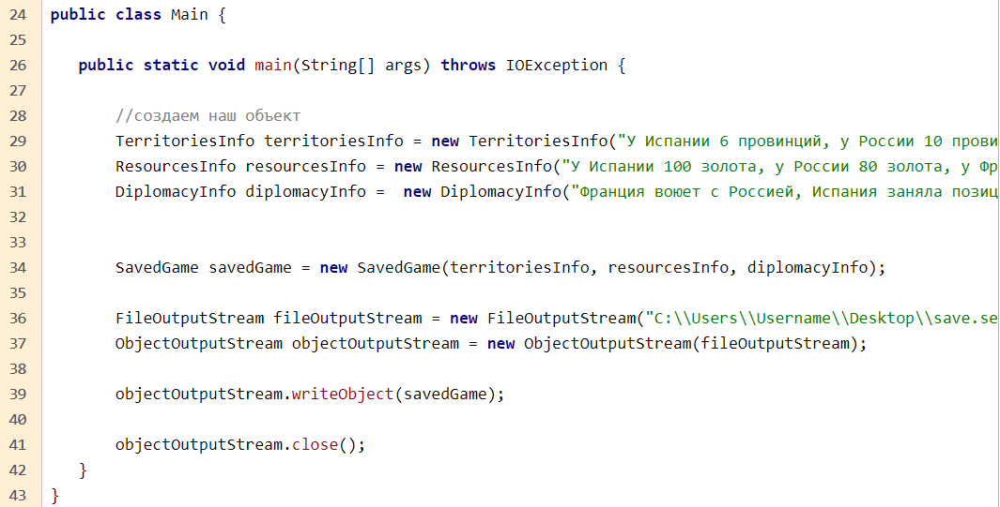 24 public class Main {
25
26 public static void main(String[] args) throws IOException {
27
28 //создаем наш объект
29 TerritoriesInfo territoriesInfo = new TerritoriesInfo("У Испании 6 провинций, у России 10 прови
30 ResourcesInfo resourcesInfo = new ResourcesInfo("У Испании 100 золота, у России 80 золота, у Фр
31 DiplomacyInfo diplomacyInfo =  new DiplomacyInfo("Франция воюет с Россией, Испания заняла позиц
32
33
34 SavedGame savedGame = new SavedGame(territoriesInfo, resourcesInfo, diplomacyInfo);
35
36 FileOutputStream fileOutputStream = new FileOutputStream("C:\\Users\\Username\\Desktop\\save.se
37 ObjectOutputStream objectOutputStream = new ObjectOutputStream(fileOutputStream);
38
39 objectOutputStream.writeObject(savedGame);
40
41 objectOutputStream.close();
42 }
43 }